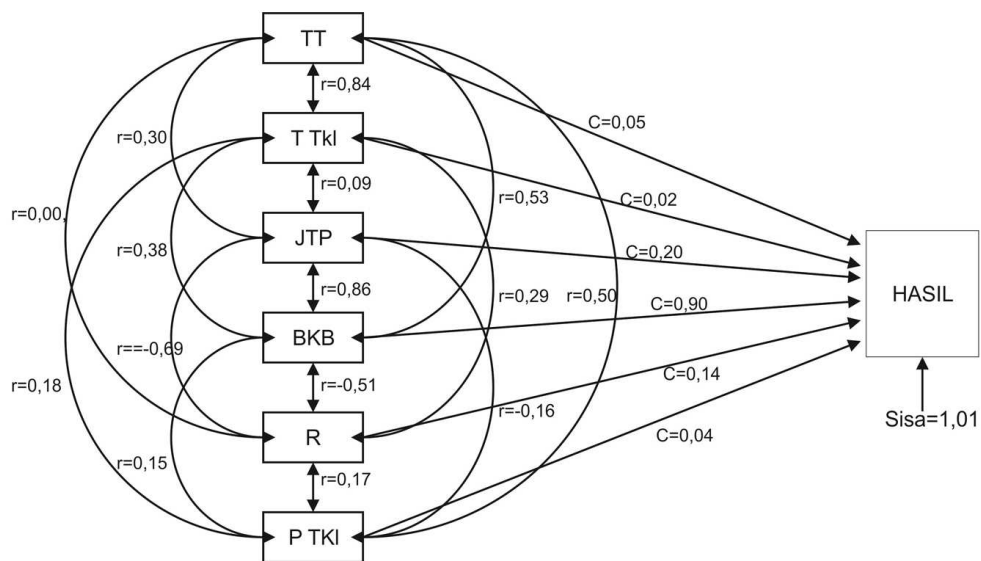 TT
r=0,84
C=0,05
r=0,30
T Tkl
r=0,09
r=0,53
C=0,02
r=0,00
r=0,38
JTP
C=0,20
r=0,86
r=0,29
r=0,50
C=0,90
HASIL
BKB
r==-0,69
r=0,18
r=-0,51
C=0,14
r=-0,16
Sisa=1,01
R
C=0,04
r=0,15
r=0,17
P TKl